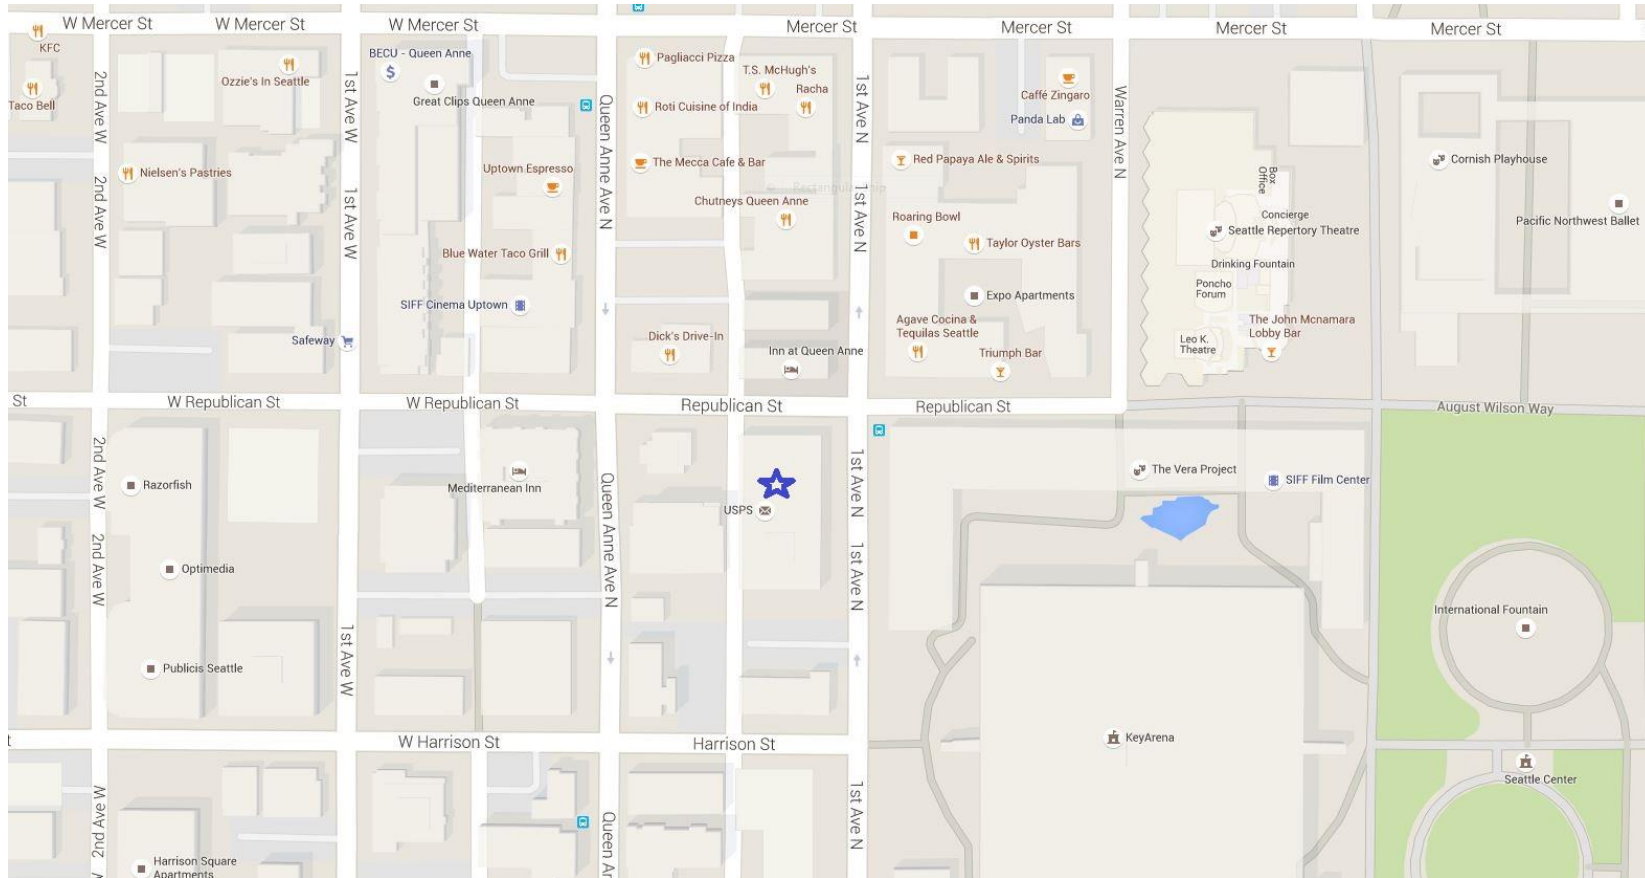 W Mercer St
W Mercer St
W Mercer St
Mercer St
Mercer St
Mercer St
Mercer St
KFC
BECU - Queen Anne
Pagliacci Pizza
T.S. McHugh's
Ozzie's In Seattle
Racha
Caffé Zingaro
Taco Bell
Great Clips Queen Anne
Roti Cuisine of India
Panda Lab
2nd Ave W
1st Ave W
Queen Anne Ave N
1st Ave N
Warren Ave N
Nielsen's Pastries
Uptown Espresso
The Mecca Cafe & Bar
Red Papaya Ale & Spirits
Cornish Playhouse
Box
Office
2nd Ave W
1st Ave W
1st Ave N
Chutneys Queen Anne
Roaring Bowl
Concierge
Seattle Repertory Theatre
Pacific Northwest Ballet
Blue Water Taco Grill
Taylor Oyster Bars
Drinking Fountain
Poncho
Forum
SIFF Cinema Uptown
Expo Apartments
Agave Cocina &
Tequilas Seattle
The John Mcnamara
Lobby Bar
Safeway
Dick's Drive-In
Inn at Queen Anne
Triumph Bar
Leo K.
Theatre
St
W Republican St
W Republican St
Republican St
Republican St
August Wilson Way
2nd Ave W
Razorfish
Mediterranean Inn
Queen Anne Ave N
USPS
1st Ave N
The Vera Project
SIFF Film Center
2nd Ave W
Optimedia
1st Ave N
International Fountain
1st Ave W
Publicis Seattle
W Harrison St
Harrison St
KeyArena
Seattle Center
2nd Ave W
Queen An
1st Ave N
Harrison Square
Apartments